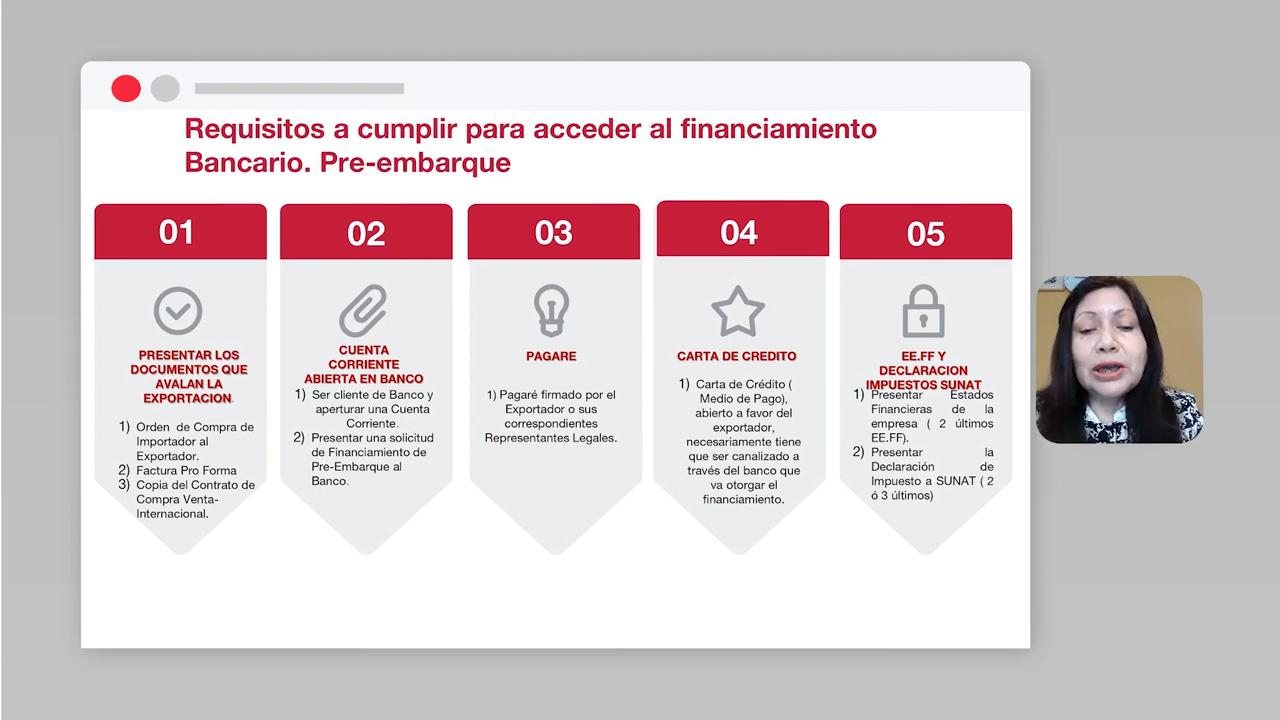 Requisitos a cumplir para acceder al financiamiento
Bancario. Pre-embarque
01
PRESENTAR LOS
DOCUMENTOS QUE
AVALAN LA
EXPORTACION.
1) Orden de Compra de
Importador al
Exportador.
2) Factura Pro Forma
3) Copia del Contrato de
Compra Venta-
Internacional.
02
CUENTA
CORRIENTE
ABIERTA EN BANCO
1) Ser cliente de Banco y
aperturar una Cuenta
Corriente.
2) Presentar una solicitud
de Financiamiento de
Pre-Embarque al
Banco.
03
PAGARE
1) Pagaré firmado por el
Exportador o sus
correspondientes
Representantes Legales.
04
CARTA DE CREDITO
1) Carta de Crédito (
Medio de Pago),
abierto a favor del
exportador,
necesariamente tiene
que ser canalizado a
través del banco que
va otorgar el
financiamiento.
05
EE.FF Y
DECLARACION
IMPUESTOS SUNAT
1) Presentar Estados
Financieras de la
empresa ( 2 últimos
EE.FF).
2) Presentar la
Declaración de
Impuesto a SUNAT ( 2
ó 3 últimos)